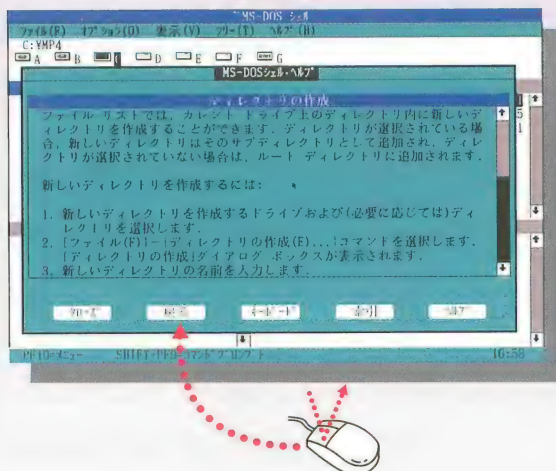 MS-DOS シェル
ファイル(F) オプション(O) 表示(V) ツリー(T) ヘルプ(H)
C:¥MP4
A B C D E F G
MS-DOSシェル・ヘルプ
ディレクトリの作成
ファイル リストでは, カレント ドライブ上のディレクトリ内に新しいデ
ィレクトリを作成することができます. ディレクトリが選択されている場
合, 新しいディレクトリはそのサブディレクトリとして追加され, ディレ
クトリが選択されていない場合は, ルート ディレクトリに追加されます.
新しいディレクトリを作成するには:
1. 新しいディレクトリを作成するドライブおよび(必要に応じては)ディ
レクトリを選択します.
2. [ファイル(F)]-[ディレクトリの作成(E)...]コマンドを選択します.
[ディレクトリの作成]ダイアログ ボックスが表示されます.
3. 新しいディレクトリの名前を入力します.
クローズ 戻る キーボード 索引 ヘルプ
PF10=メニュー SHIFT+PF9=コマンドプロンプト 16:58